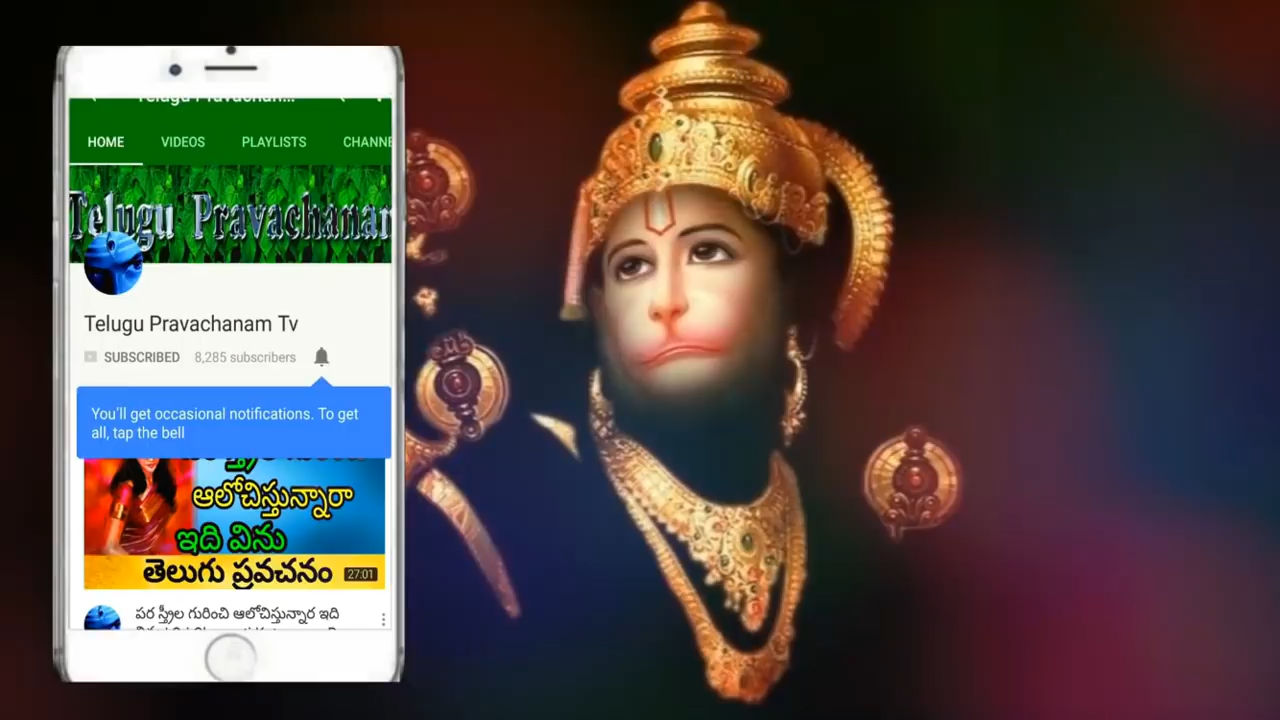 HOME VIDEOS PLAYLISTS CHANNE
Telugu Pravachanam
Telugu Pravachanam Tv
SUBSCRIBED 8,285 subscribers
You'll get occasional notifications. To get
all, tap the bell
ఆలోచిస్తున్నారా
ఇది విను
తెలుగు ప్రవచనం 27:01
పర స్త్రీల గురించి ఆలోచిస్తున్నార ఇది